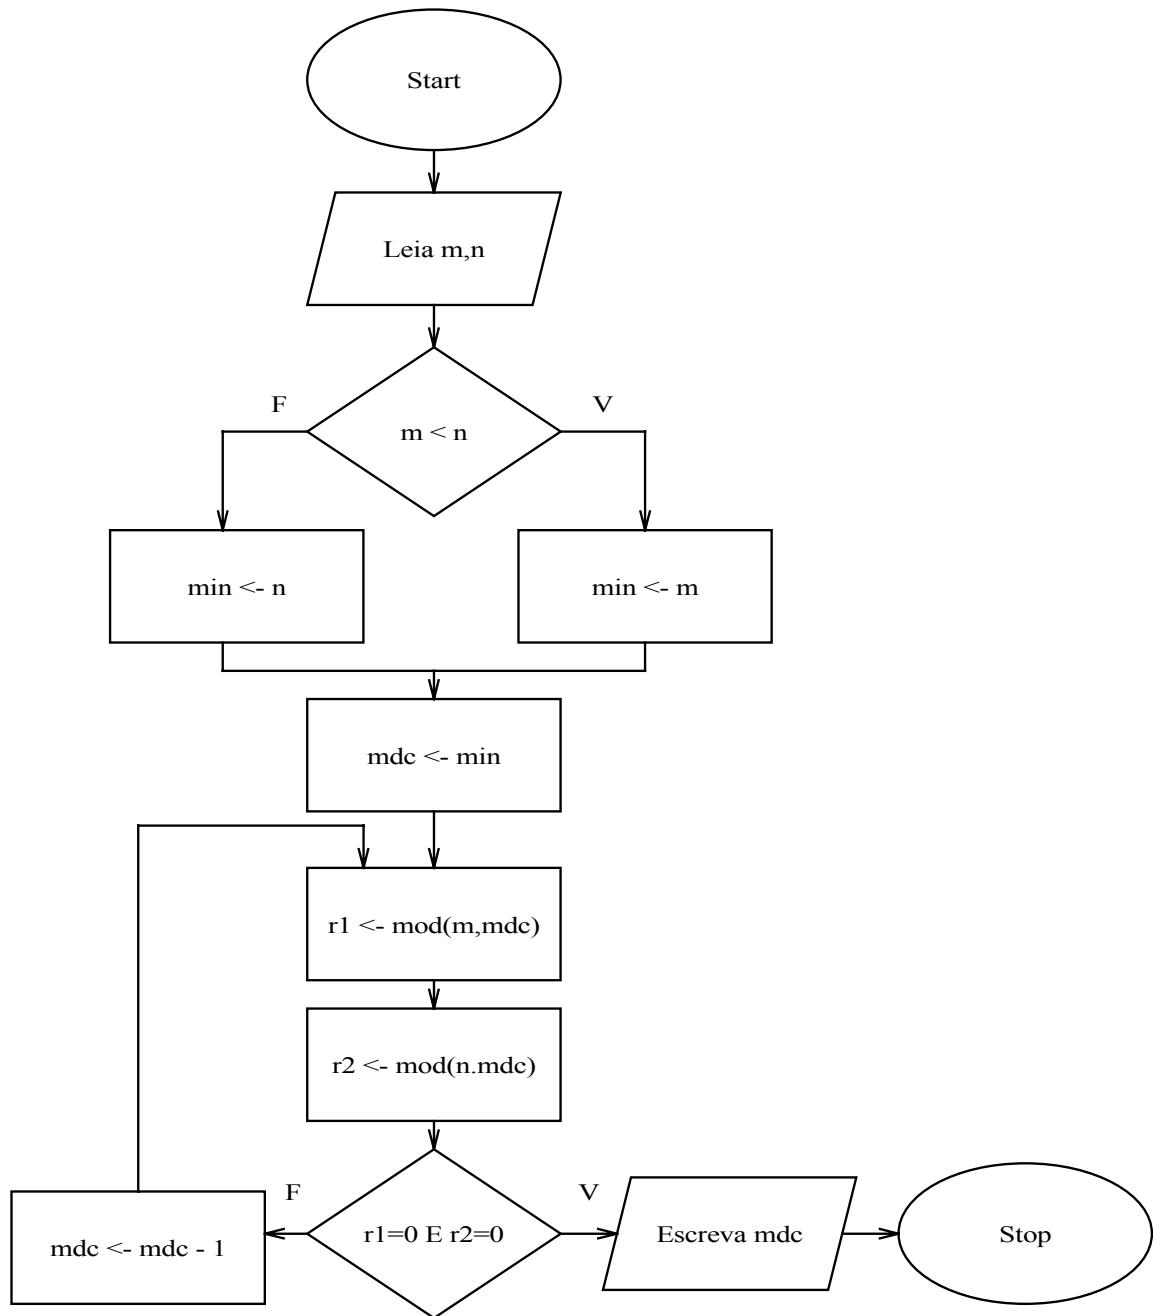 Start
Leia m,n
F
V
m < n
min <- n
min <- m
mdc <- min
r1 <- mod(m,mdc)
r2 <- mod(n.mdc)
F
V
mdc <- mdc - 1
r1=0 E r2=0
Escreva mdc
Stop